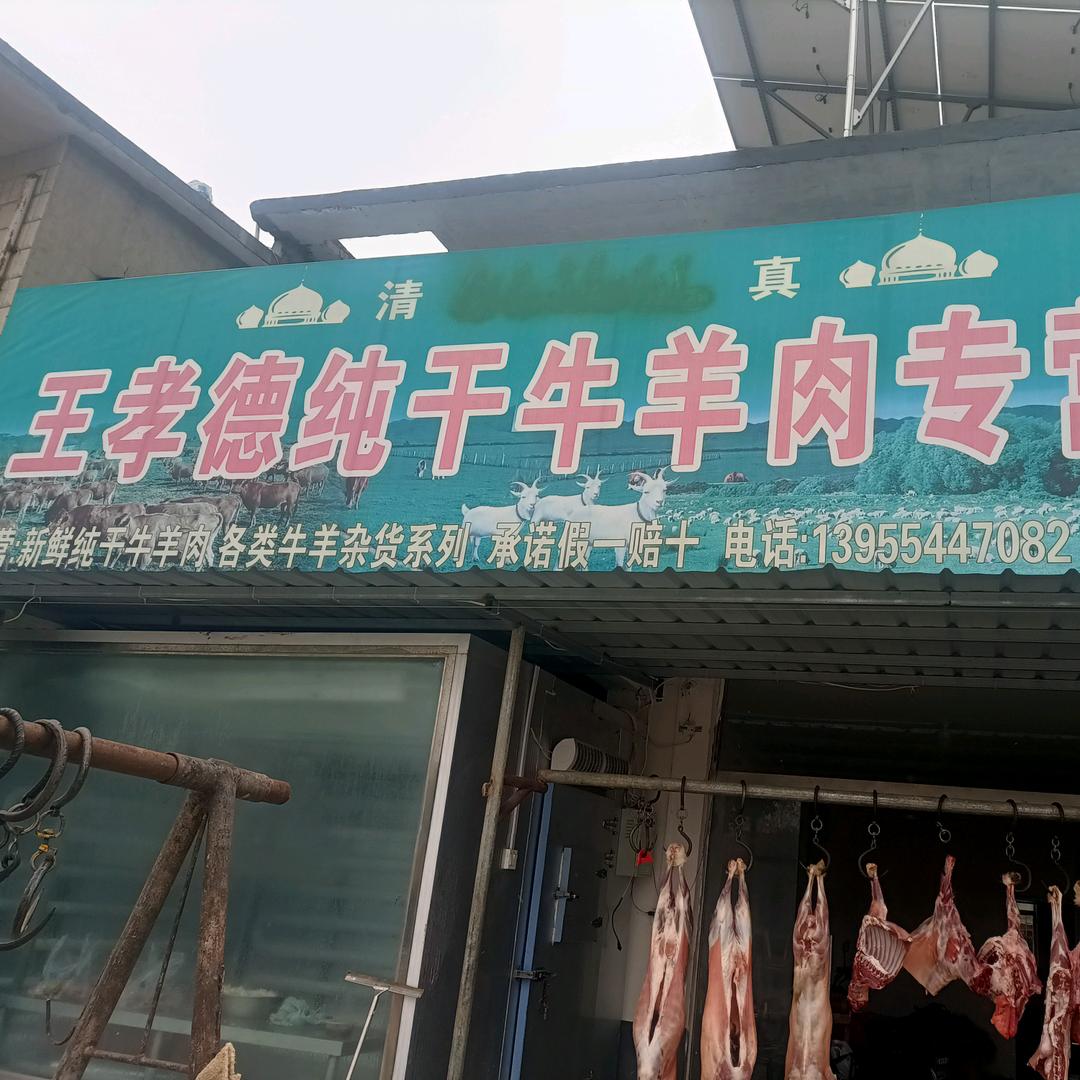 清 真
王孝德纯干牛羊肉专营
营:新鲜纯干牛羊肉,各类牛羊杂货系列 承诺假一赔十 电话:13955447082